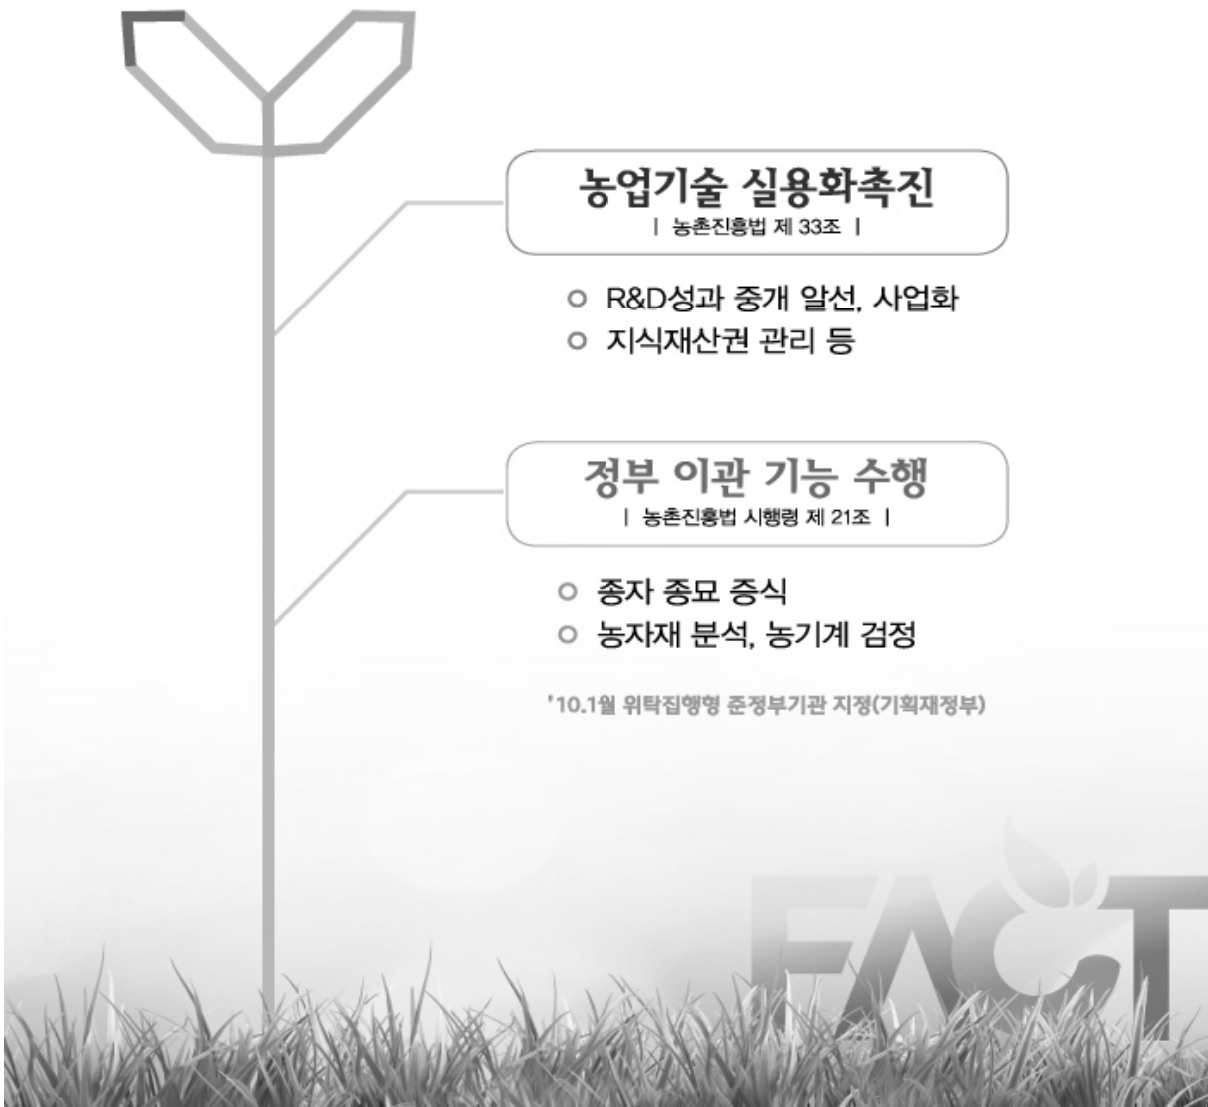 농업기술 실용화촉진
| 농촌진흥법 제 33조 |
R&D성과 중개 알선, 사업화
지식재산권 관리 등
정부 이관 기능 수행
| 농촌진흥법 시행령 제 21조 |
종자 종묘 증식
농자재 분석, 농기계 검정
'10.1월 위탁집행형 준정부기관 지정(기획재정부)
FACT